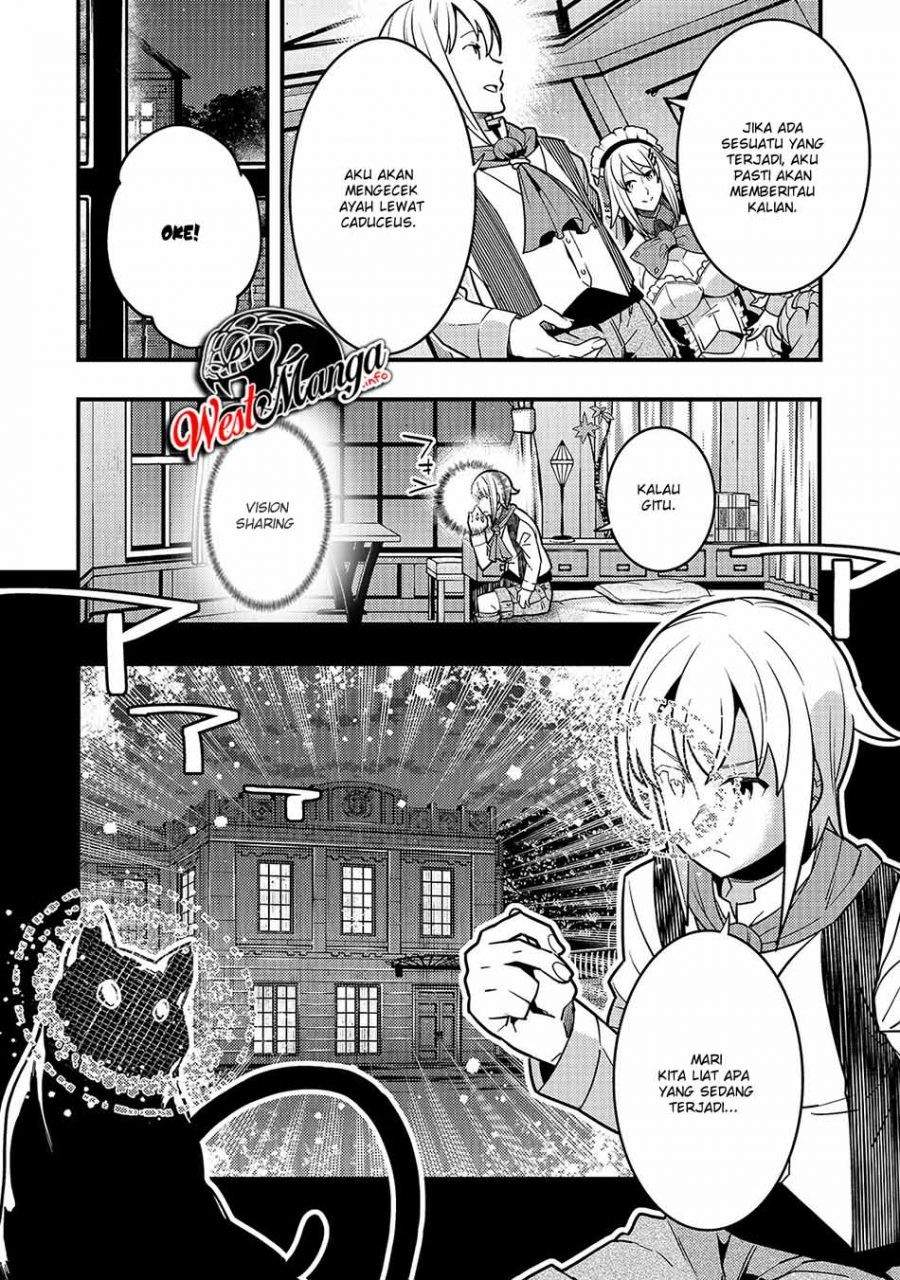 JIKA ADA
SESUATU YANG
TERJADI, AKU
PASTI AKAN
MEMBERITAU
KALIAN.
AKU AKAN
MENGECEK
AYAH LEWAT
CADUCEUS.
OKE!
WestManga
.info
KALAU
GITU.
VISION
SHARING
MARI
KITA LIAT APA
YANG SEDANG
TERJADI...